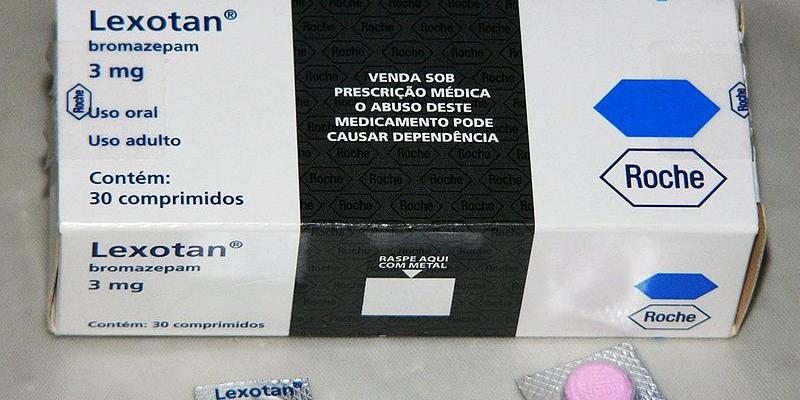 Lexotan®
bromazepam
3 mg
Roche
Uso oral
Uso adulto
Contém:
30 comprimidos
VENDA SOB
PRESCRIÇÃO MÉDICA
O ABUSO DESTE
MEDICAMENTO PODE
CAUSAR DEPENDÊNCIA
Roche
Roche
Lexotan®
bromazepam
3 mg
Contém: 30 comprimidos
RASPE AQUI
COM METAL
Roche
Lexotan®